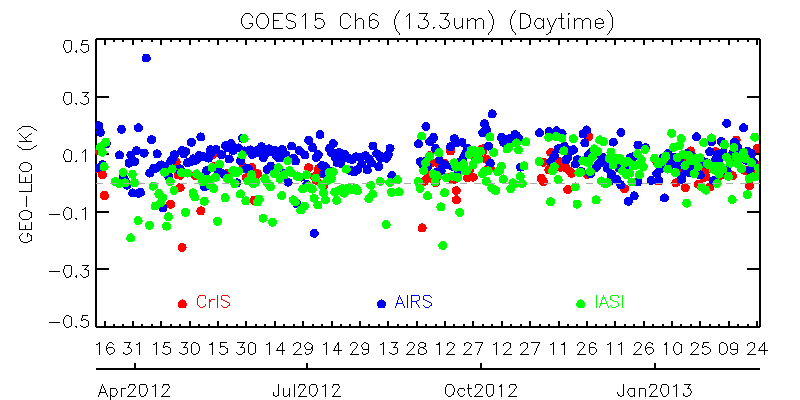 GOES15 Ch6 (13.3um) (Daytime)
0.5
0.3
0.1
-0.1
-0.3
-0.5
GEO-LEO (K)
CrIS AIRS IASI
16 31 15 30 15 30 14 29 14 29 13 28 12 27 12 27 11 26 11 26 10 25 09 24
Apr2012 Jul2012 Oct2012 Jan2013